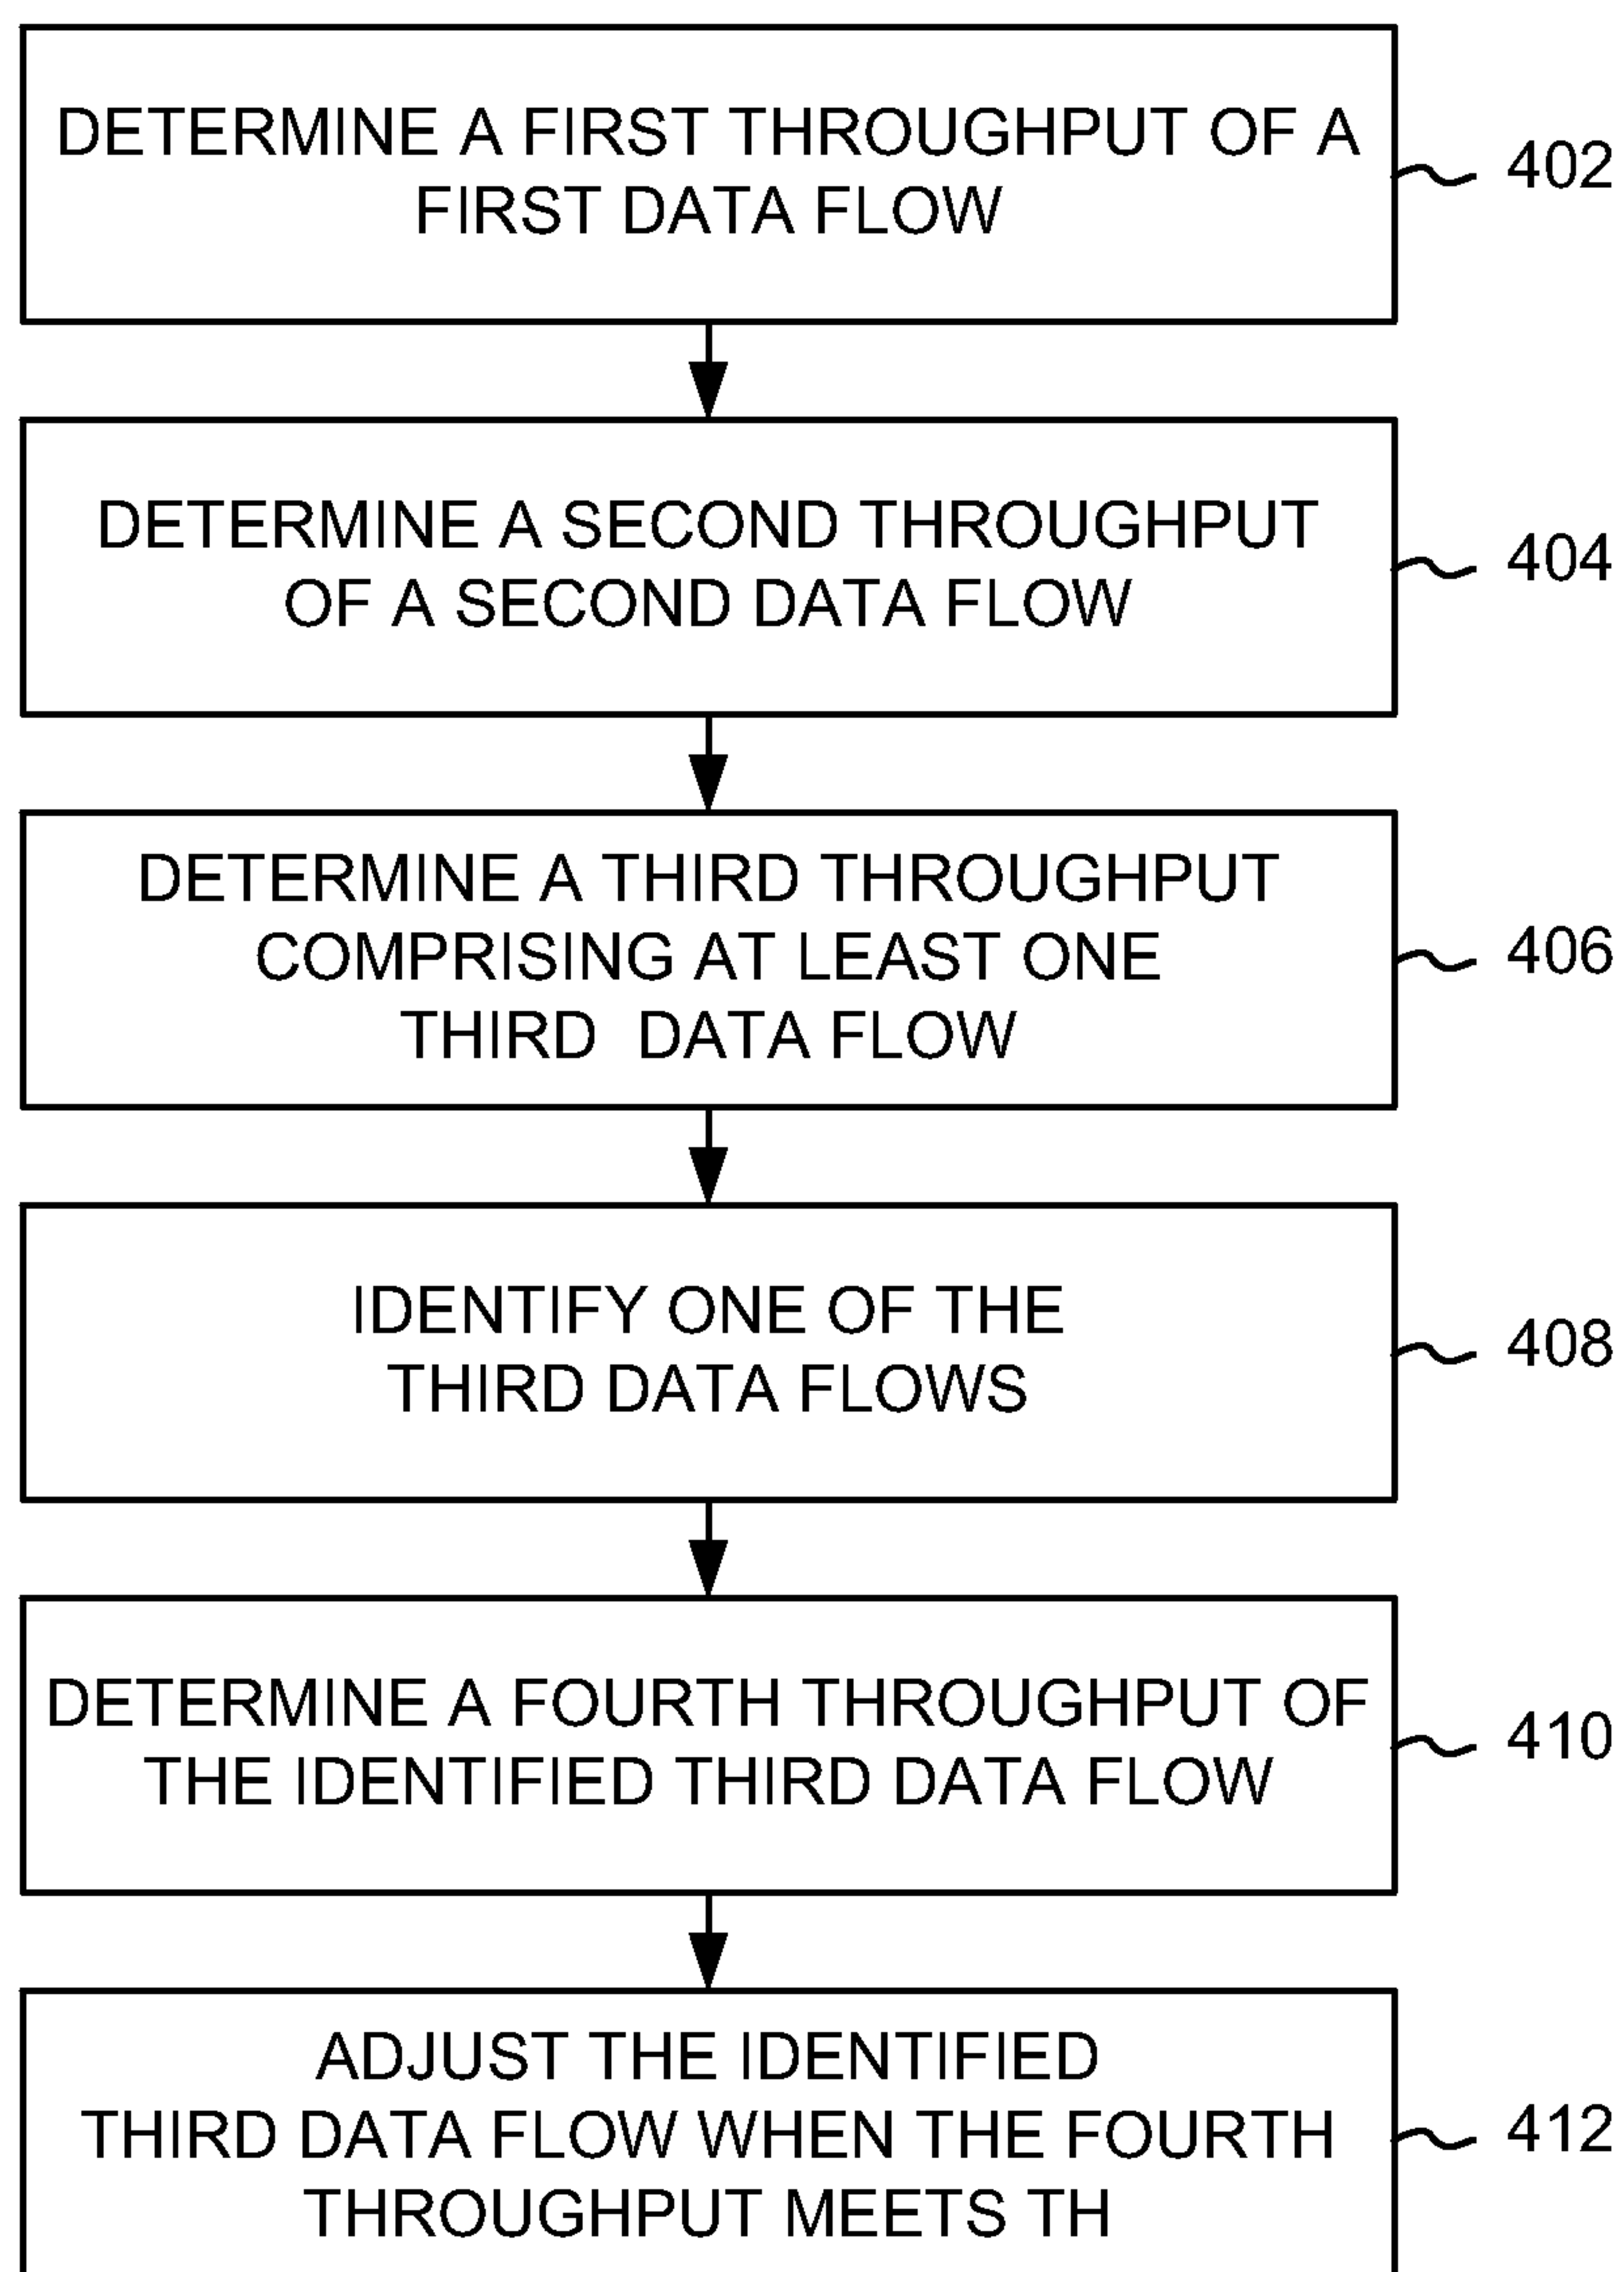 DETERMINE A FIRST THROUGHPUT OF A
FIRST DATA FLOW
402
DETERMINE A SECOND THROUGHPUT
OF A SECOND DATA FLOW
404
DETERMINE A THIRD THROUGHPUT
COMPRISING AT LEAST ONE
THIRD DATA FLOW
406
IDENTIFY ONE OF THE
THIRD DATA FLOWS
408
DETERMINE A FOURTH THROUGHPUT OF
THE IDENTIFIED THIRD DATA FLOW
410
ADJUST THE IDENTIFIED
THIRD DATA FLOW WHEN THE FOURTH
THROUGHPUT MEETS TH
412